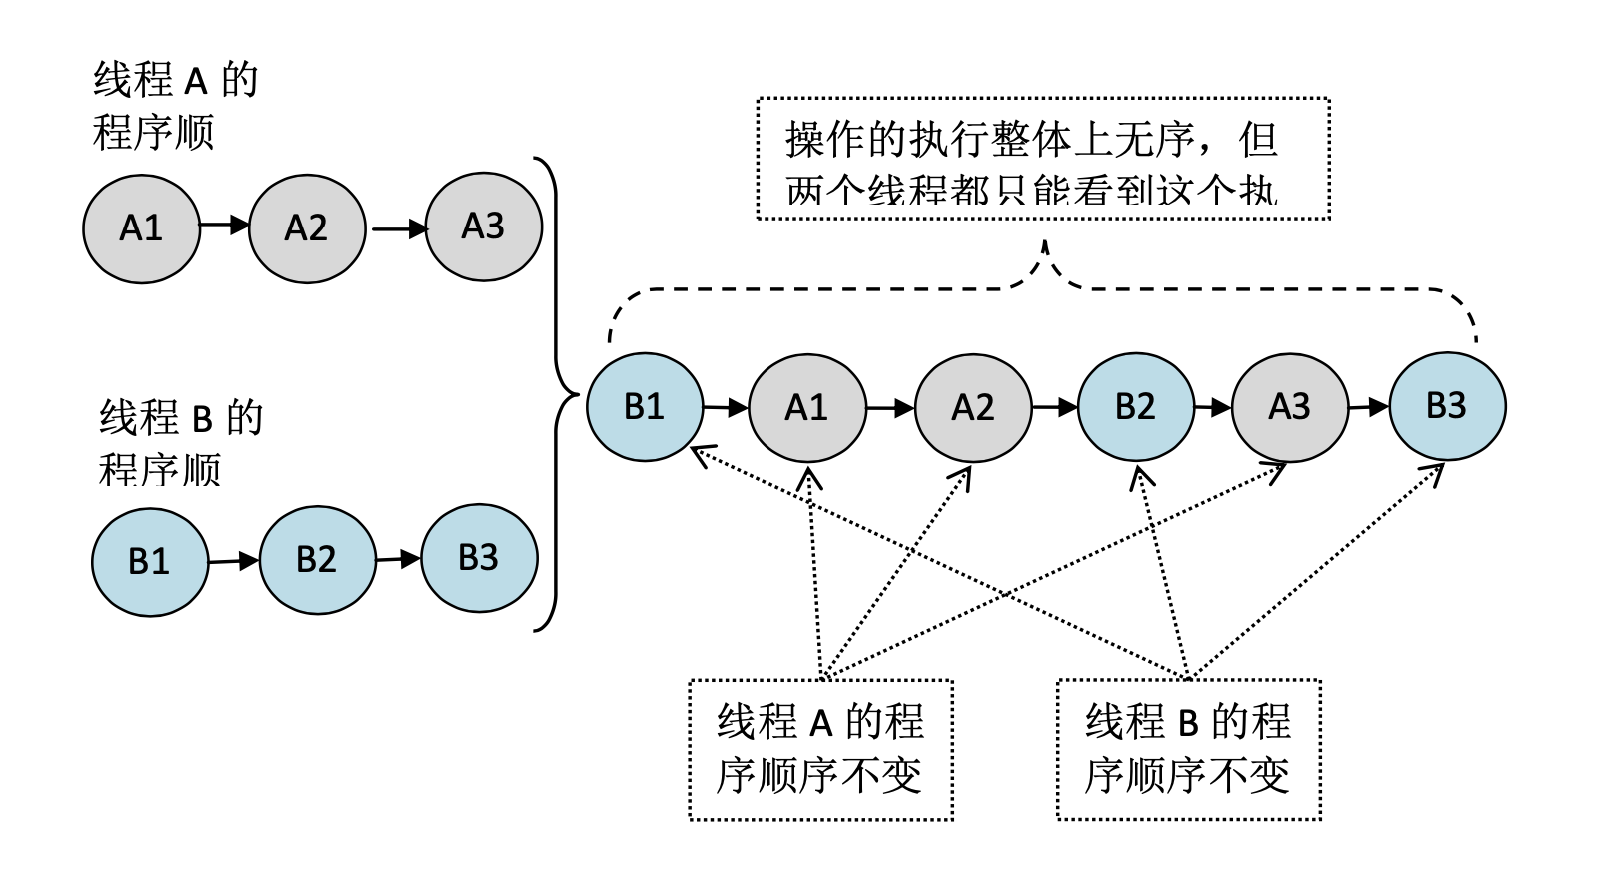 线程 A 的
程序顺
A1
A2
A3
线程 B 的
程序顺
B1
B2
B3
操作的执行整体上无序，但
两个线程都只能看到这个执
B1
A1
A2
B2
A3
B3
线程 A 的程
序顺序不变
线程 B 的程
序顺序不变